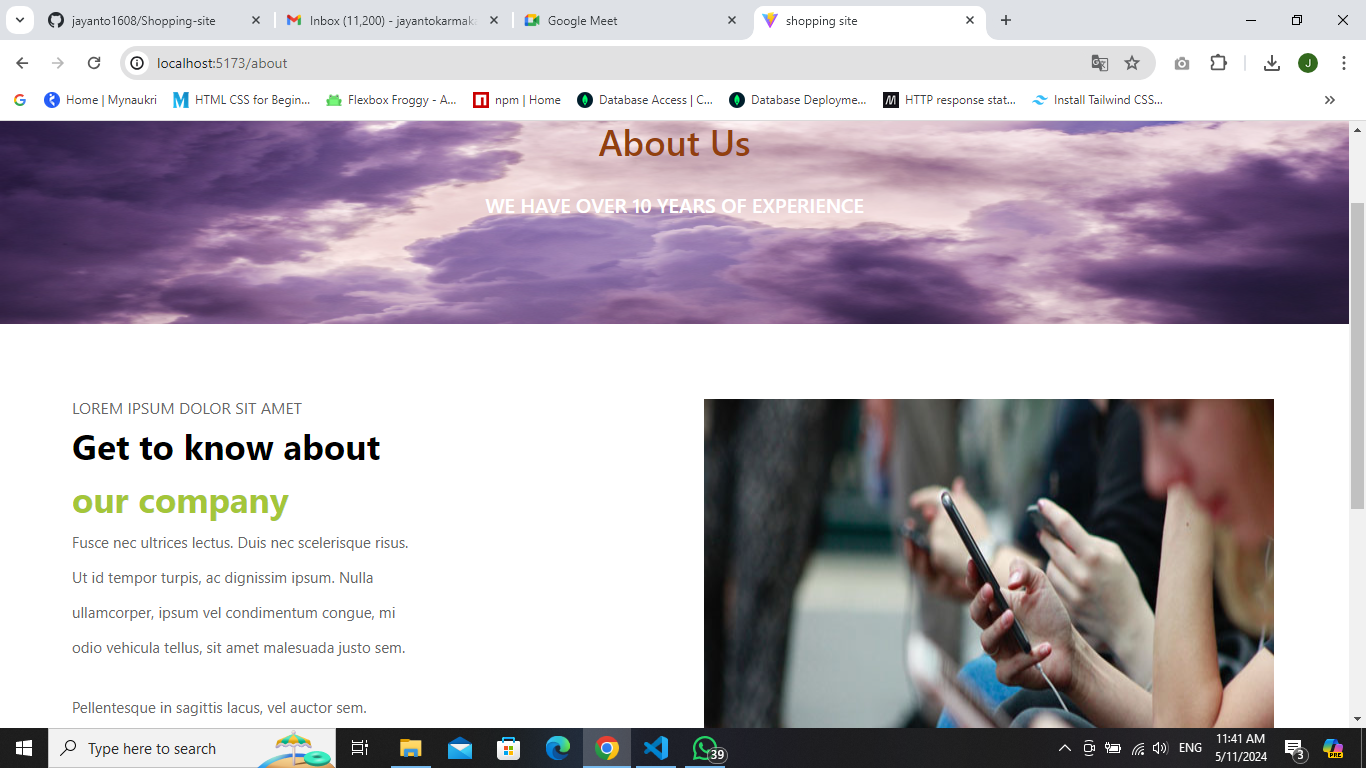 jayanto1608/Shopping-site
Inbox (11,200) - jayantokarmaka
Google Meet
shopping site
localhost:5173/about
J
Home | Mynaukri
HTML CSS for Begin...
Flexbox Froggy - A...
npm | Home
Database Access | C...
Database Deployme...
HTTP response stat...
Install Tailwind CSS...
About Us
WE HAVE OVER 10 YEARS OF EXPERIENCE
LOREM IPSUM DOLOR SIT AMET
Get to know about
our company
Fusce nec ultrices lectus. Duis nec scelerisque risus.
Ut id tempor turpis, ac dignissim ipsum. Nulla
ullamcorper, ipsum vel condimentum congue, mi
odio vehicula tellus, sit amet malesuada justo sem.
Pellentesque in sagittis lacus, vel auctor sem.
Type here to search
39
ENG
11:41 AM
5/11/2024
3
PRE